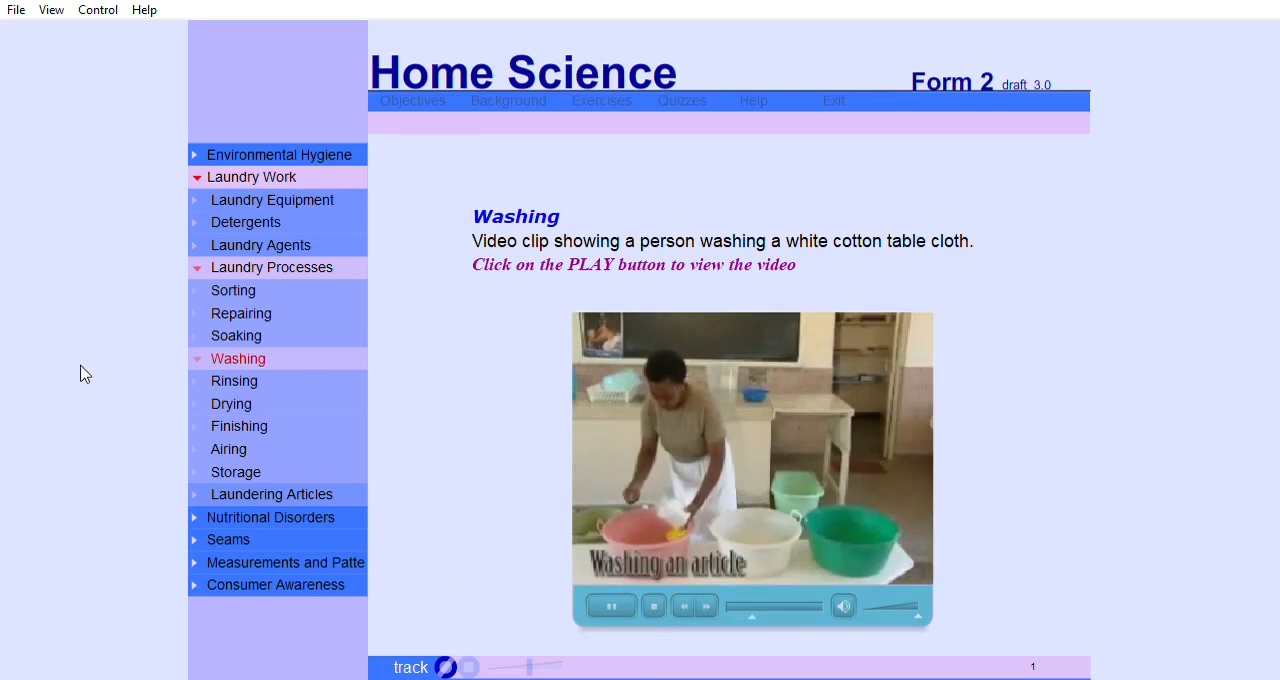 File View Control Help
Home Science
Form 2 draft 3.0
Objectives Background Exercises Quizzes Help Exit
Environmental Hygiene
Laundry Work
Laundry Equipment
Detergents
Laundry Agents
Laundry Processes
Sorting
Repairing
Soaking
Washing
Rinsing
Drying
Finishing
Airing
Storage
Laundering Articles
Nutritional Disorders
Seams
Measurements and Patte
Consumer Awareness
Washing
Video clip showing a person washing a white cotton table cloth.
Click on the PLAY button to view the video
Washing an article
track
1